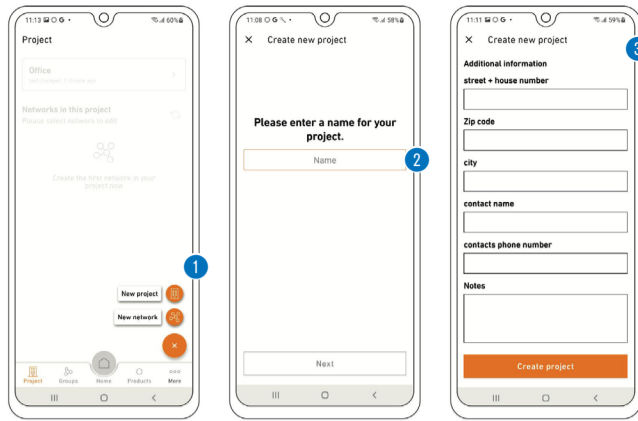 11:13 G • 60%
Project
Office
Networks in this project
Please select network to edit
Create the first network in your
project now
1
New project
New network
×
Project Groups Home Products More
11:08 G • 58%
× Create new project
Please enter a name for your
project.
Name
2
Next
11:11 G • 59%
× Create new project
3
Additional information
street + house number
Zip code
city
contact name
contacts phone number
Notes
Create project